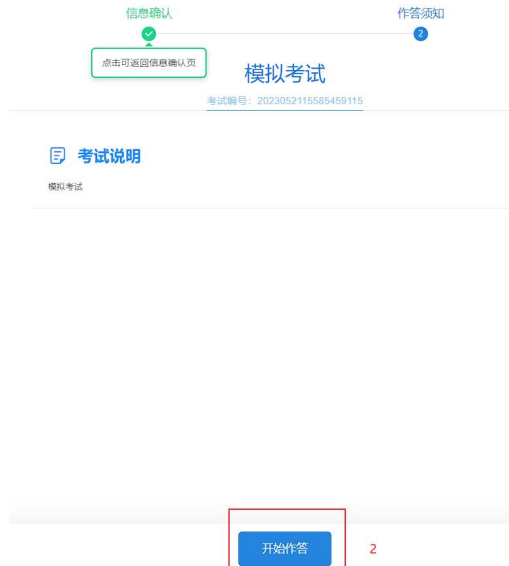 信息确认
作答须知
2
点击可返回信息确认页
模拟考试
考试编号：2023052115585459115
考试说明
模拟考试
开始作答
2